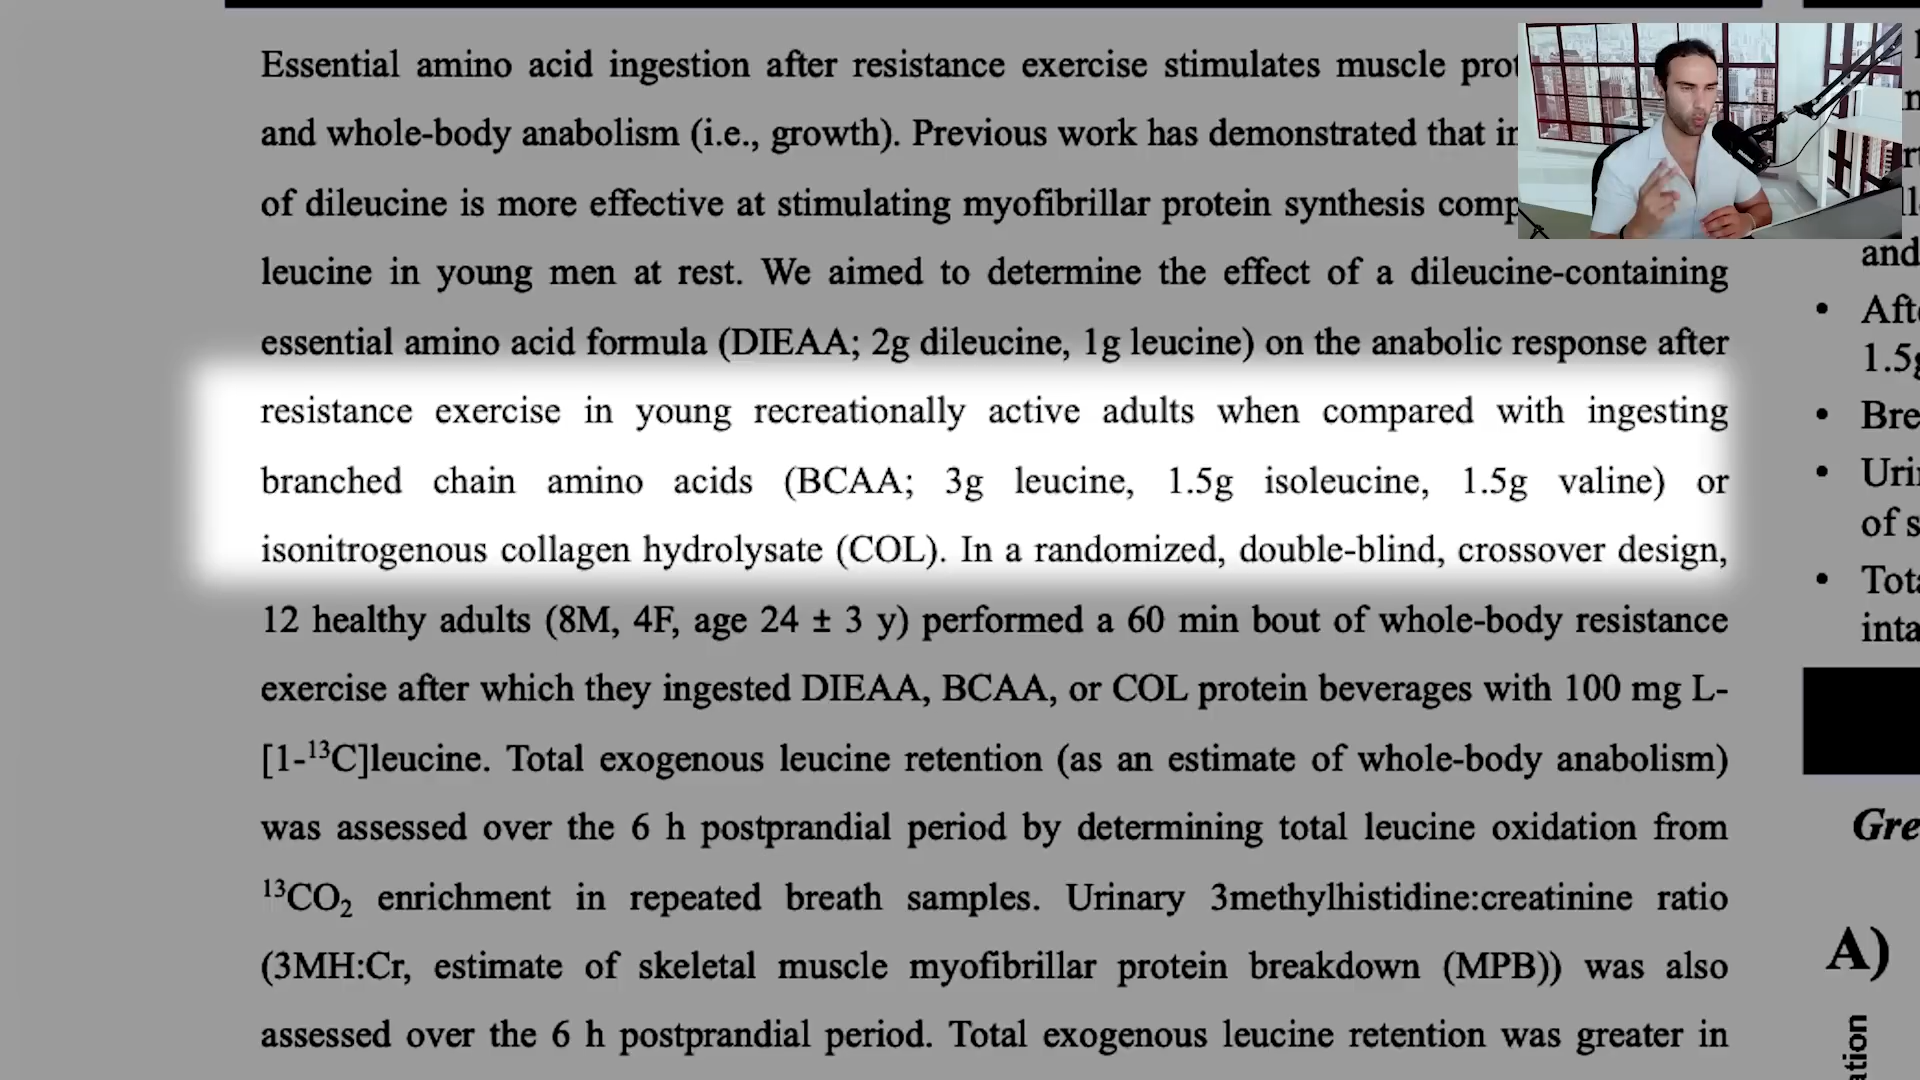 Essential amino acid ingestion after resistance exercise stimulates muscle
and whole-body anabolism (i.e., growth). Previous work has demonstrated that
of dileucine is more effective at stimulating myofibrillar protein synthesis
leucine in young men at rest. We aimed to determine the effect of a dileucine-containing
essential amino acid formula (DIEAA; 2g dileucine, 1g leucine) on the anabolic response after
resistance exercise in young recreationally active adults when compared with ingesting
branched chain amino acids (BCAA; 3g leucine, 1.5g isoleucine, 1.5g valine) or
isonitrogenous collagen hydrolysate (COL). In a randomized, double-blind, crossover design,
12 healthy adults (8M, 4F, age 24 ± 3 y) performed a 60 min bout of whole-body resistance
exercise after which they ingested DIEAA, BCAA, or COL protein beverages with 100 mg L-
[1-¹³C]leucine. Total exogenous leucine retention (as an estimate of whole-body anabolism)
was assessed over the 6 h postprandial period by determining total leucine oxidation from
¹³CO₂ enrichment in repeated breath samples. Urinary 3methylhistidine:creatinine ratio
(3MH:Cr, estimate of skeletal muscle myofibrillar protein breakdown (MPB)) was also
assessed over the 6 h postprandial period. Total exogenous leucine retention was greater in
and
•
1.5g
•
•
of
•
A)